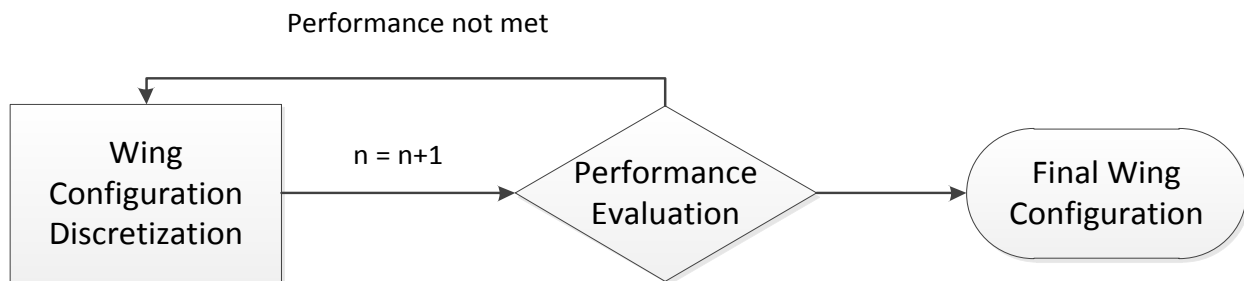 Performance not met
Wing
Configuration
Discretization
n = n+1
Performance
Evaluation
Final Wing
Configuration